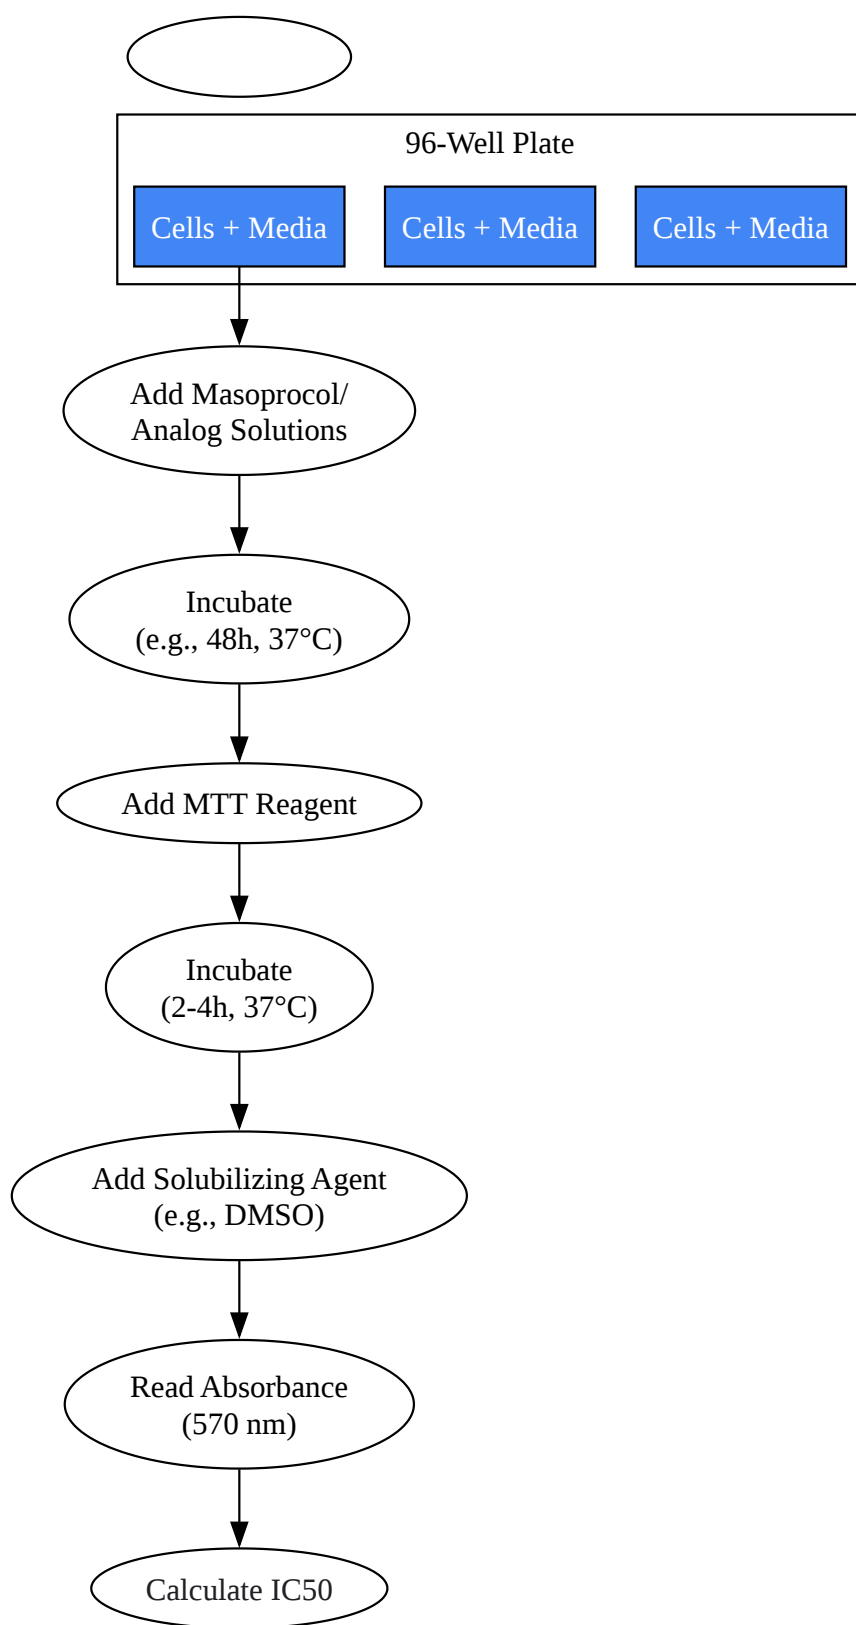 96-Well Plate
Cells + Media
Cells + Media
Cells + Media
Add Masoprocol/
Analog Solutions
Incubate
(e.g., 48h, 37°C)
Add MTT Reagent
Incubate
(2-4h, 37°C)
Add Solubilizing Agent
(e.g., DMSO)
Read Absorbance
(570 nm)
Calculate IC50